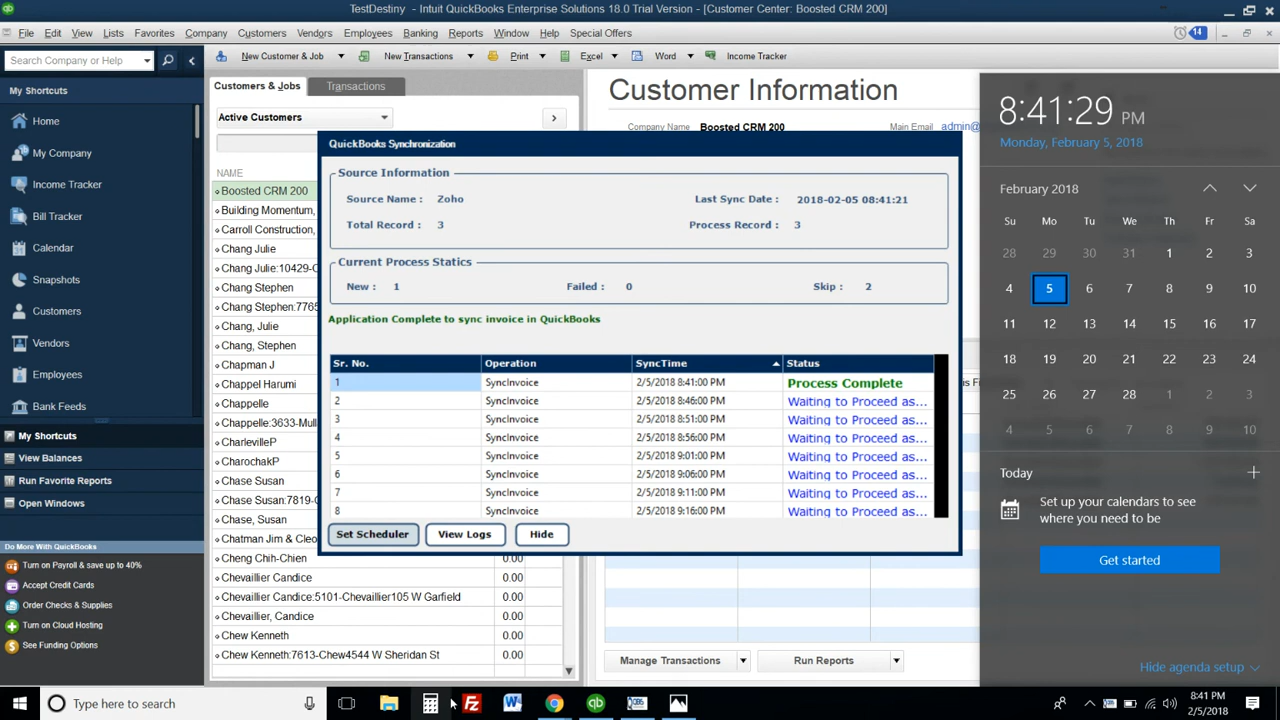 TestDestiny - Intuit QuickBooks Enterprise Solutions 18.0 Trial Version - [Customer Center: Boosted CRM 200]
File Edit View Lists Favorites Company Customers Vendors Employees Banking Reports Window Help Special Offers 14
Search Company or Help
New Customer & Job New Transactions Print Excel Word Income Tracker
My Shortcuts
Home
My Company
Income Tracker
Bill Tracker
Calendar
Snapshots
Customers
Vendors
Employees
Bank Feeds
My Shortcuts
View Balances
Run Favorite Reports
Open Windows
Do More With QuickBooks
Turn on Payroll & save up to 40%
Accept Credit Cards
Order Checks & Supplies
Turn on Cloud Hosting
See Funding Options
Customers & Jobs Transactions
Active Customers
NAME
Boosted CRM 200
Building Momentum,
Carroll Construction,
Chang Julie
Chang Julie:10429-C
Chang Stephen
Chang Stephen:7765
Chang, Julie
Chang, Stephen
Chapman J
Chappel Harumi
Chappelle
Chappelle:3633-Mull
CharlevilleP
CharochakP
Chase Susan
Chase Susan:7819-C
Chase, Susan
Chatman Jim & Cleo
Cheng Chih-Chien 0.00
Chevaillier Candice 0.00
Chevaillier Candice:5101-Chevaillier105 W Garfield 0.00
Chevaillier, Candice 0.00
Chew Kenneth 0.00
Chew Kenneth:7613-Chew4544 W Sheridan St 0.00
Customer Information
Company Name Boosted CRM 200 Main Email admin@
Manage Transactions Run Reports
QuickBooks Synchronization
Source Information
Source Name : Zoho Last Sync Date : 2018-02-05 08:41:21
Total Record : 3 Process Record : 3
Current Process Statics
New : 1 Failed : 0 Skip : 2
Application Complete to sync invoice in QuickBooks
Sr. No. Operation SyncTime Status
1 SyncInvoice 2/5/2018 8:41:00 PM Process Complete
2 SyncInvoice 2/5/2018 8:46:00 PM Waiting to Proceed as...
3 SyncInvoice 2/5/2018 8:51:00 PM Waiting to Proceed as...
4 SyncInvoice 2/5/2018 8:56:00 PM Waiting to Proceed as...
5 SyncInvoice 2/5/2018 9:01:00 PM Waiting to Proceed as...
6 SyncInvoice 2/5/2018 9:06:00 PM Waiting to Proceed as...
7 SyncInvoice 2/5/2018 9:11:00 PM Waiting to Proceed as...
8 SyncInvoice 2/5/2018 9:16:00 PM Waiting to Proceed as...
Set Scheduler View Logs Hide
8:41:29 PM
Monday, February 5, 2018
February 2018
Su Mo Tu We Th Fr Sa
28 29 30 31 1 2 3
4 5 6 7 8 9 10
11 12 13 14 15 16 17
18 19 20 21 22 23 24
25 26 27 28 1 2 3
4 5 6 7 8 9 10
Today
Set up your calendars to see
where you need to be
Get started
Hide agenda setup
Type here to search
8:41 PM
2/5/2018